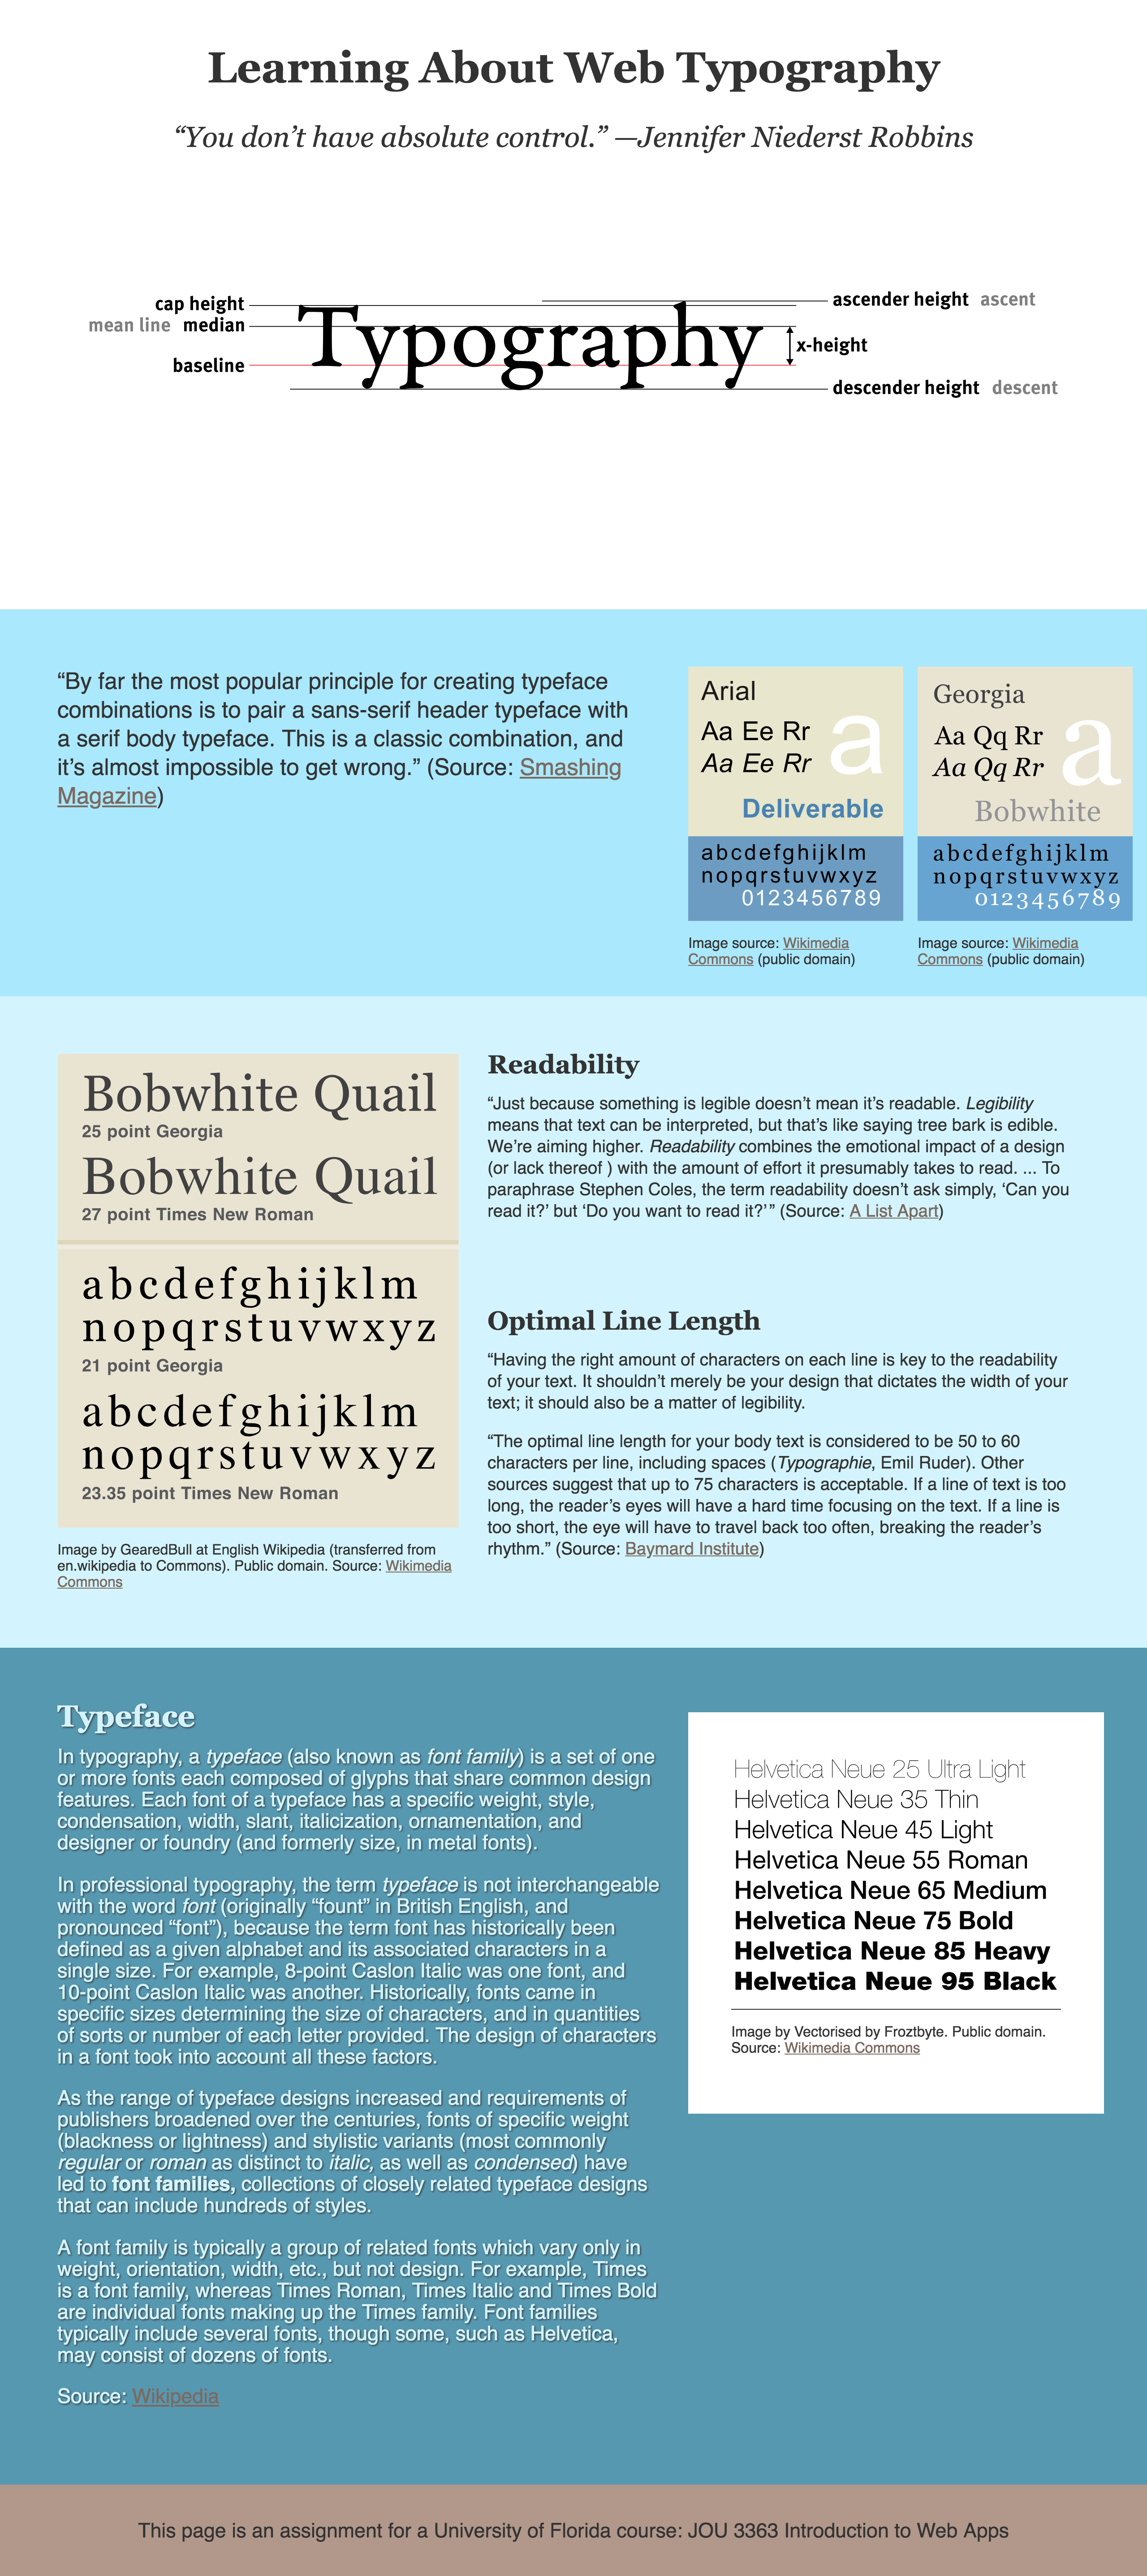 Learning About Web Typography
“You don’t have absolute control.” —Jennifer Niederst Robbins
cap height
mean line median
baseline
Typography
ascender height ascent
x-height
descender height descent
“By far the most popular principle for creating typeface
combinations is to pair a sans-serif header typeface with
a serif body typeface. This is a classic combination, and
it’s almost impossible to get wrong.” (Source: Smashing
Magazine)
Arial
Aa Ee Rr
Aa Ee Rr
a
Deliverable
abcdefghijklm
nopqrstuvwxyz
0123456789
Image source: Wikimedia
Commons (public domain)
Georgia
Aa Qq Rr
Aa Qq Rr
a
Bobwhite
abcdefghijklm
nopqrstuvwxyz
0123456789
Image source: Wikimedia
Commons (public domain)
Bobwhite Quail
25 point Georgia
Bobwhite Quail
27 point Times New Roman
abcdefghijklm
nopqrstuvwxyz
21 point Georgia
abcdefghijklm
nopqrstuvwxyz
23.35 point Times New Roman
Image by GearedBull at English Wikipedia (transferred from
en.wikipedia to Commons). Public domain. Source: Wikimedia
Commons
Readability
“Just because something is legible doesn’t mean it’s readable. Legibility
means that text can be interpreted, but that’s like saying tree bark is edible.
We’re aiming higher. Readability combines the emotional impact of a design
(or lack thereof ) with the amount of effort it presumably takes to read. ... To
paraphrase Stephen Coles, the term readability doesn’t ask simply, ‘Can you
read it?’ but ‘Do you want to read it?’” (Source: A List Apart)
Optimal Line Length
“Having the right amount of characters on each line is key to the readability
of your text. It shouldn’t merely be your design that dictates the width of your
text; it should also be a matter of legibility.
“The optimal line length for your body text is considered to be 50 to 60
characters per line, including spaces (Typographie, Emil Ruder). Other
sources suggest that up to 75 characters is acceptable. If a line of text is too
long, the reader’s eyes will have a hard time focusing on the text. If a line is
too short, the eye will have to travel back too often, breaking the reader’s
rhythm.” (Source: Baymard Institute)
Typeface
In typography, a typeface (also known as font family) is a set of one
or more fonts each composed of glyphs that share common design
features. Each font of a typeface has a specific weight, style,
condensation, width, slant, italicization, ornamentation, and
designer or foundry (and formerly size, in metal fonts).
In professional typography, the term typeface is not interchangeable
with the word font (originally “fount” in British English, and
pronounced “font”), because the term font has historically been
defined as a given alphabet and its associated characters in a
single size. For example, 8-point Caslon Italic was one font, and
10-point Caslon Italic was another. Historically, fonts came in
specific sizes determining the size of characters, and in quantities
of sorts or number of each letter provided. The design of characters
in a font took into account all these factors.
As the range of typeface designs increased and requirements of
publishers broadened over the centuries, fonts of specific weight
(blackness or lightness) and stylistic variants (most commonly
regular or roman as distinct to italic, as well as condensed) have
led to font families, collections of closely related typeface designs
that can include hundreds of styles.
A font family is typically a group of related fonts which vary only in
weight, orientation, width, etc., but not design. For example, Times
is a font family, whereas Times Roman, Times Italic and Times Bold
are individual fonts making up the Times family. Font families
typically include several fonts, though some, such as Helvetica,
may consist of dozens of fonts.
Source: Wikipedia
Helvetica Neue 25 Ultra Light
Helvetica Neue 35 Thin
Helvetica Neue 45 Light
Helvetica Neue 55 Roman
Helvetica Neue 65 Medium
Helvetica Neue 75 Bold
Helvetica Neue 85 Heavy
Helvetica Neue 95 Black
Image by Vectorised by Froztbyte. Public domain.
Source: Wikimedia Commons
This page is an assignment for a University of Florida course: JOU 3363 Introduction to Web Apps